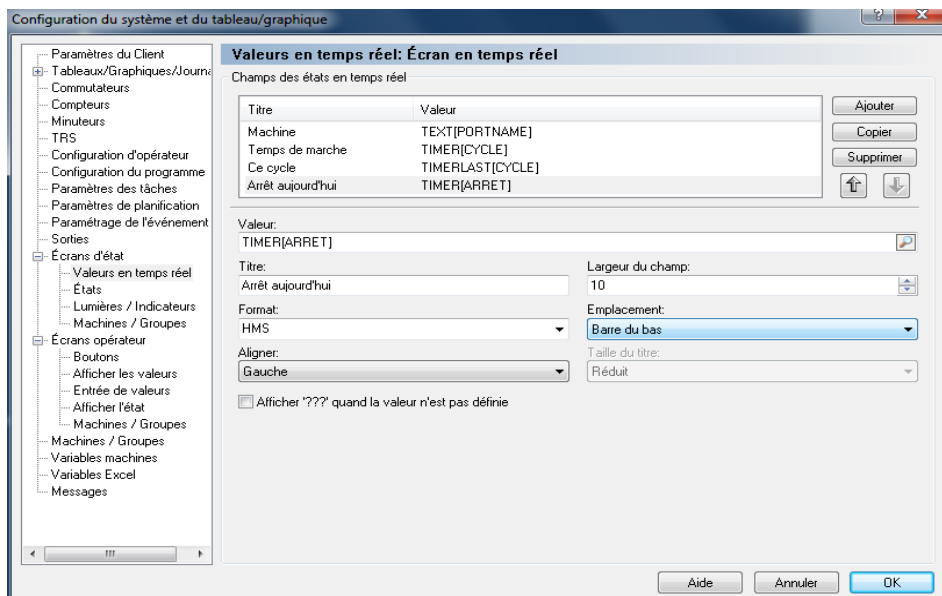 Configuration du système et du tableau/graphique
Paramètres du Client
Tableaux/Graphiques/Journa
Commutateurs
Compteurs
Minuteurs
TRS
Configuration d'opérateur
Configuration du programme
Paramètres des tâches
Paramètres de planification
Paramétrage de l'événement
Sorties
Écrans d'état
Valeurs en temps réel
États
Lumières / Indicateurs
Machines / Groupes
Écrans opérateur
Boutons
Afficher les valeurs
Entrée de valeurs
Afficher l'état
Machines / Groupes
Machines / Groupes
Variables machines
Variables Excel
Messages
Valeurs en temps réel: Écran en temps réel
Champs des états en temps réel
Titre Valeur
Machine TEXT[PORTNAME]
Temps de marche TIMER[CYCLE]
Ce cycle TIMERLAST[CYCLE]
Arrêt aujourd'hui TIMER[ARRET]
Ajouter
Copier
Supprimer
Valeur:
TIMER[ARRET]
Titre: Largeur du champ:
Arrêt aujourd'hui 10
Format: Emplacement:
HMS Barre du bas
Aligner: Taille du titre:
Gauche Réduit
Afficher '???' quand la valeur n'est pas définie
Aide Annuler OK